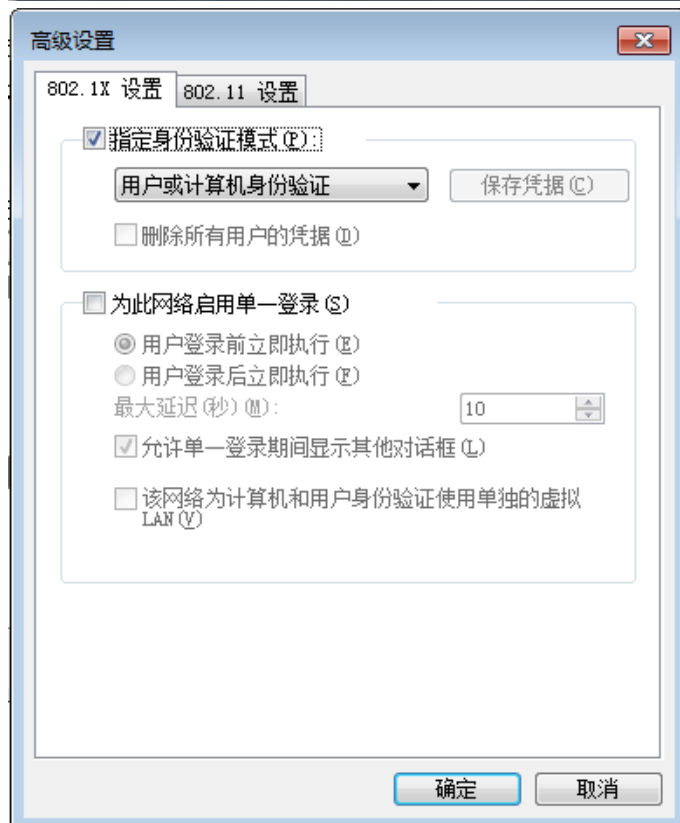 高级设置
802.1X 设置
802.11 设置
指定身份验证模式(P):
用户或计算机身份验证
保存凭据(C)
删除所有用户的凭据(D)
为此网络启用单一登录(S)
用户登录前立即执行(E)
用户登录后立即执行(F)
最大延迟(秒)(M):
10
允许单一登录期间显示其他对话框(L)
该网络为计算机和用户身份验证使用单独的虚拟
LAN(V)
确定
取消